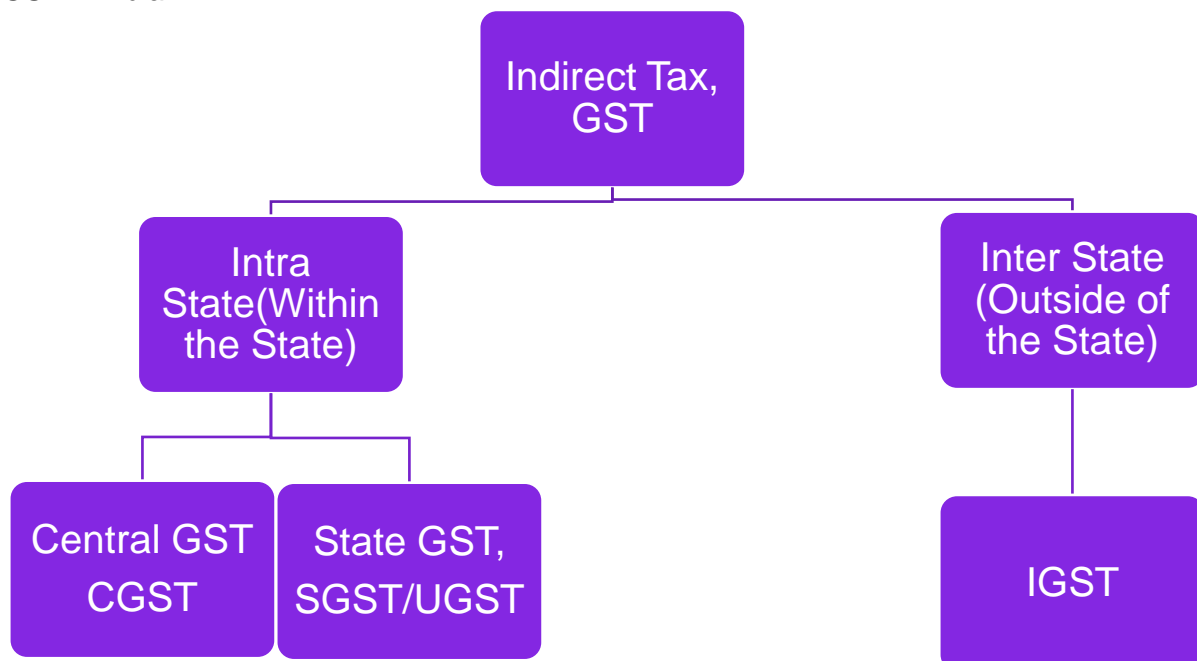 Indirect Tax,
GST
Intra
State(Within
the State)
Inter State
(Outside of
the State)
Central GST
CGST
State GST,
SGST/UGST
IGST